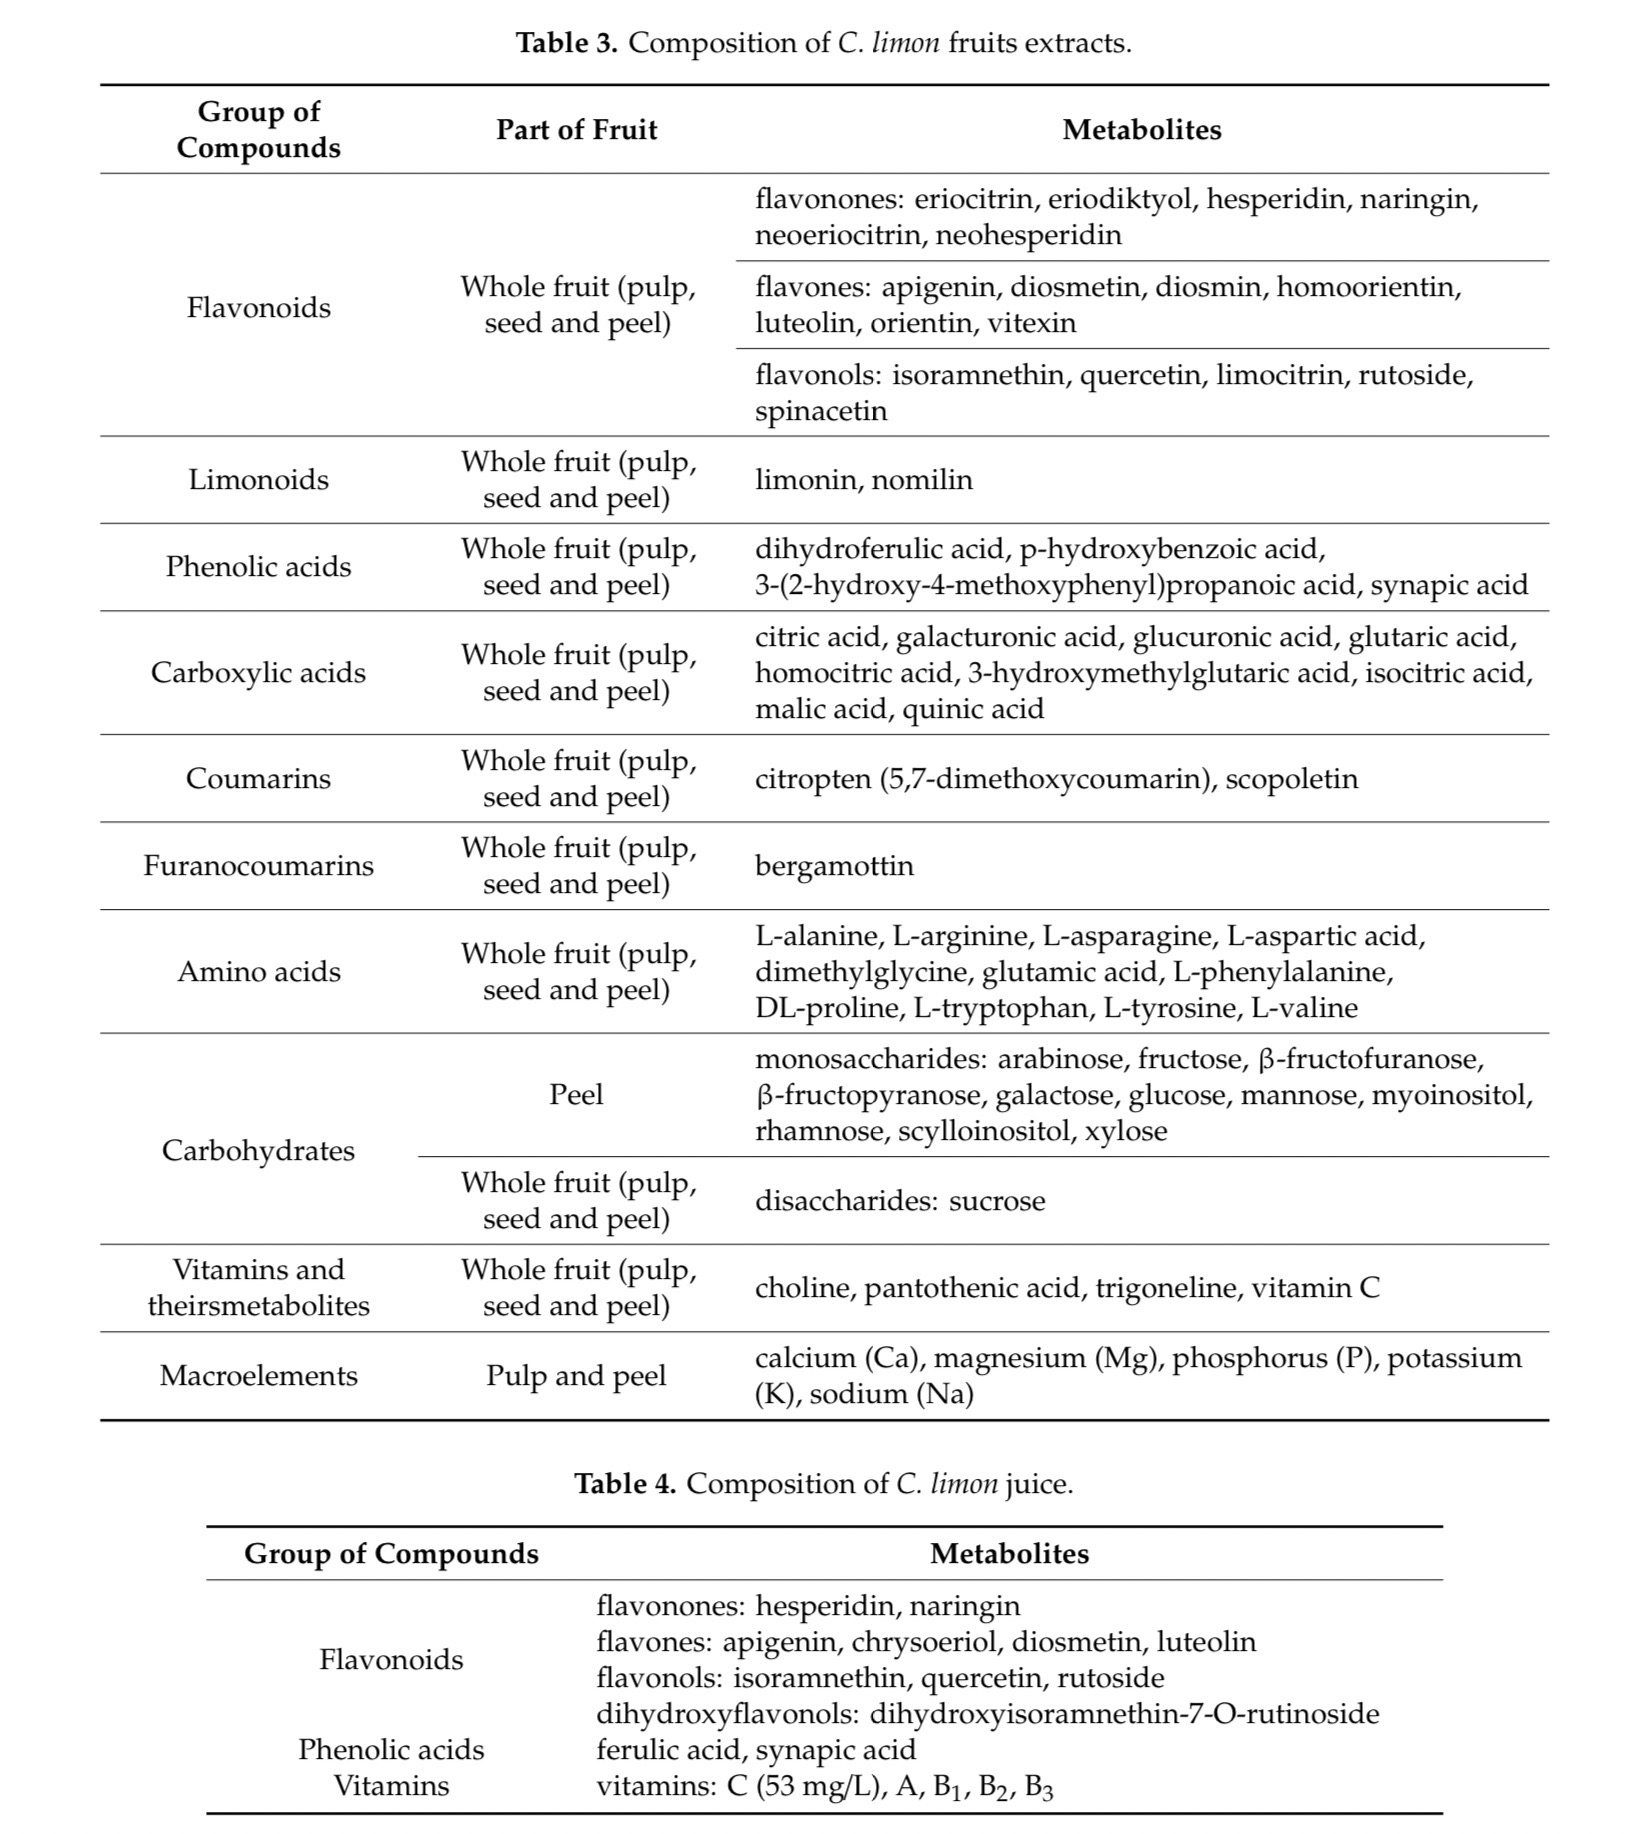 Table 3. Composition of C. limon fruits extracts.
Group of
Compounds
Part of Fruit
Metabolites
Flavonoids
Whole fruit (pulp,
seed and peel)
flavonones: eriocitrin, eriodiktyol, hesperidin, naringin,
neoeriocitrin, neohesperidin
flavones: apigenin, diosmetin, diosmin, homoorientin,
luteolin, orientin, vitexin
flavonols: isoramnethin, quercetin, limocitrin, rutoside,
spinacetin
Limonoids
Whole fruit (pulp,
seed and peel)
limonin, nomilin
Phenolic acids
Whole fruit (pulp,
seed and peel)
dihydroferulic acid, p-hydroxybenzoic acid,
3-(2-hydroxy-4-methoxyphenyl)propanoic acid, synapic acid
Carboxylic acids
Whole fruit (pulp,
seed and peel)
citric acid, galacturonic acid, glucuronic acid, glutaric acid,
homocitric acid, 3-hydroxymethylglutaric acid, isocitric acid,
malic acid, quinic acid
Coumarins
Whole fruit (pulp,
seed and peel)
citropten (5,7-dimethoxycoumarin), scopoletin
Furanocoumarins
Whole fruit (pulp,
seed and peel)
bergamottin
Amino acids
Whole fruit (pulp,
seed and peel)
L-alanine, L-arginine, L-asparagine, L-aspartic acid,
dimethylglycine, glutamic acid, L-phenylalanine,
DL-proline, L-tryptophan, L-tyrosine, L-valine
Carbohydrates
Peel
monosaccharides: arabinose, fructose, β-fructofuranose,
β-fructopyranose, galactose, glucose, mannose, myoinositol,
rhamnose, scylloinositol, xylose
Whole fruit (pulp,
seed and peel)
disaccharides: sucrose
Vitamins and
theirsmetabolites
Whole fruit (pulp,
seed and peel)
choline, pantothenic acid, trigoneline, vitamin C
Macroelements
Pulp and peel
calcium (Ca), magnesium (Mg), phosphorus (P), potassium
(K), sodium (Na)
Table 4. Composition of C. limon juice.
Group of Compounds
Metabolites
Flavonoids
flavonones: hesperidin, naringin
flavones: apigenin, chrysoeriol, diosmetin, luteolin
flavonols: isoramnethin, quercetin, rutoside
dihydroxyflavonols: dihydroxyisoramnethin-7-O-rutinoside
Phenolic acids
ferulic acid, synapic acid
Vitamins
vitamins: C (53 mg/L), A, B₁, B₂, B₃